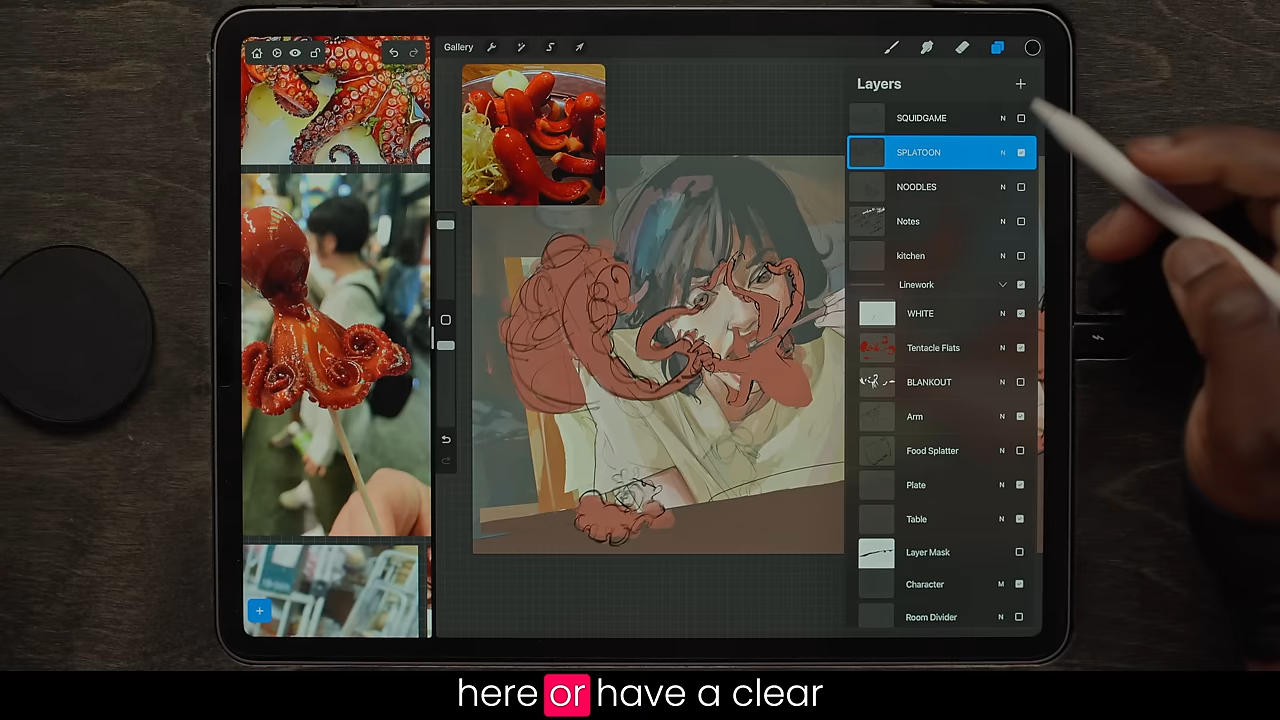 Gallery
Layers
SQUIDGAME N
SPLATOON N
NOODLES N
Notes N
kitchen N
Linework
WHITE N
Tentacle Flats N
BLANKOUT N
Arm N
Food Splatter N
Plate N
Table N
Layer Mask
Character M
Room Divider N
here or have a clear